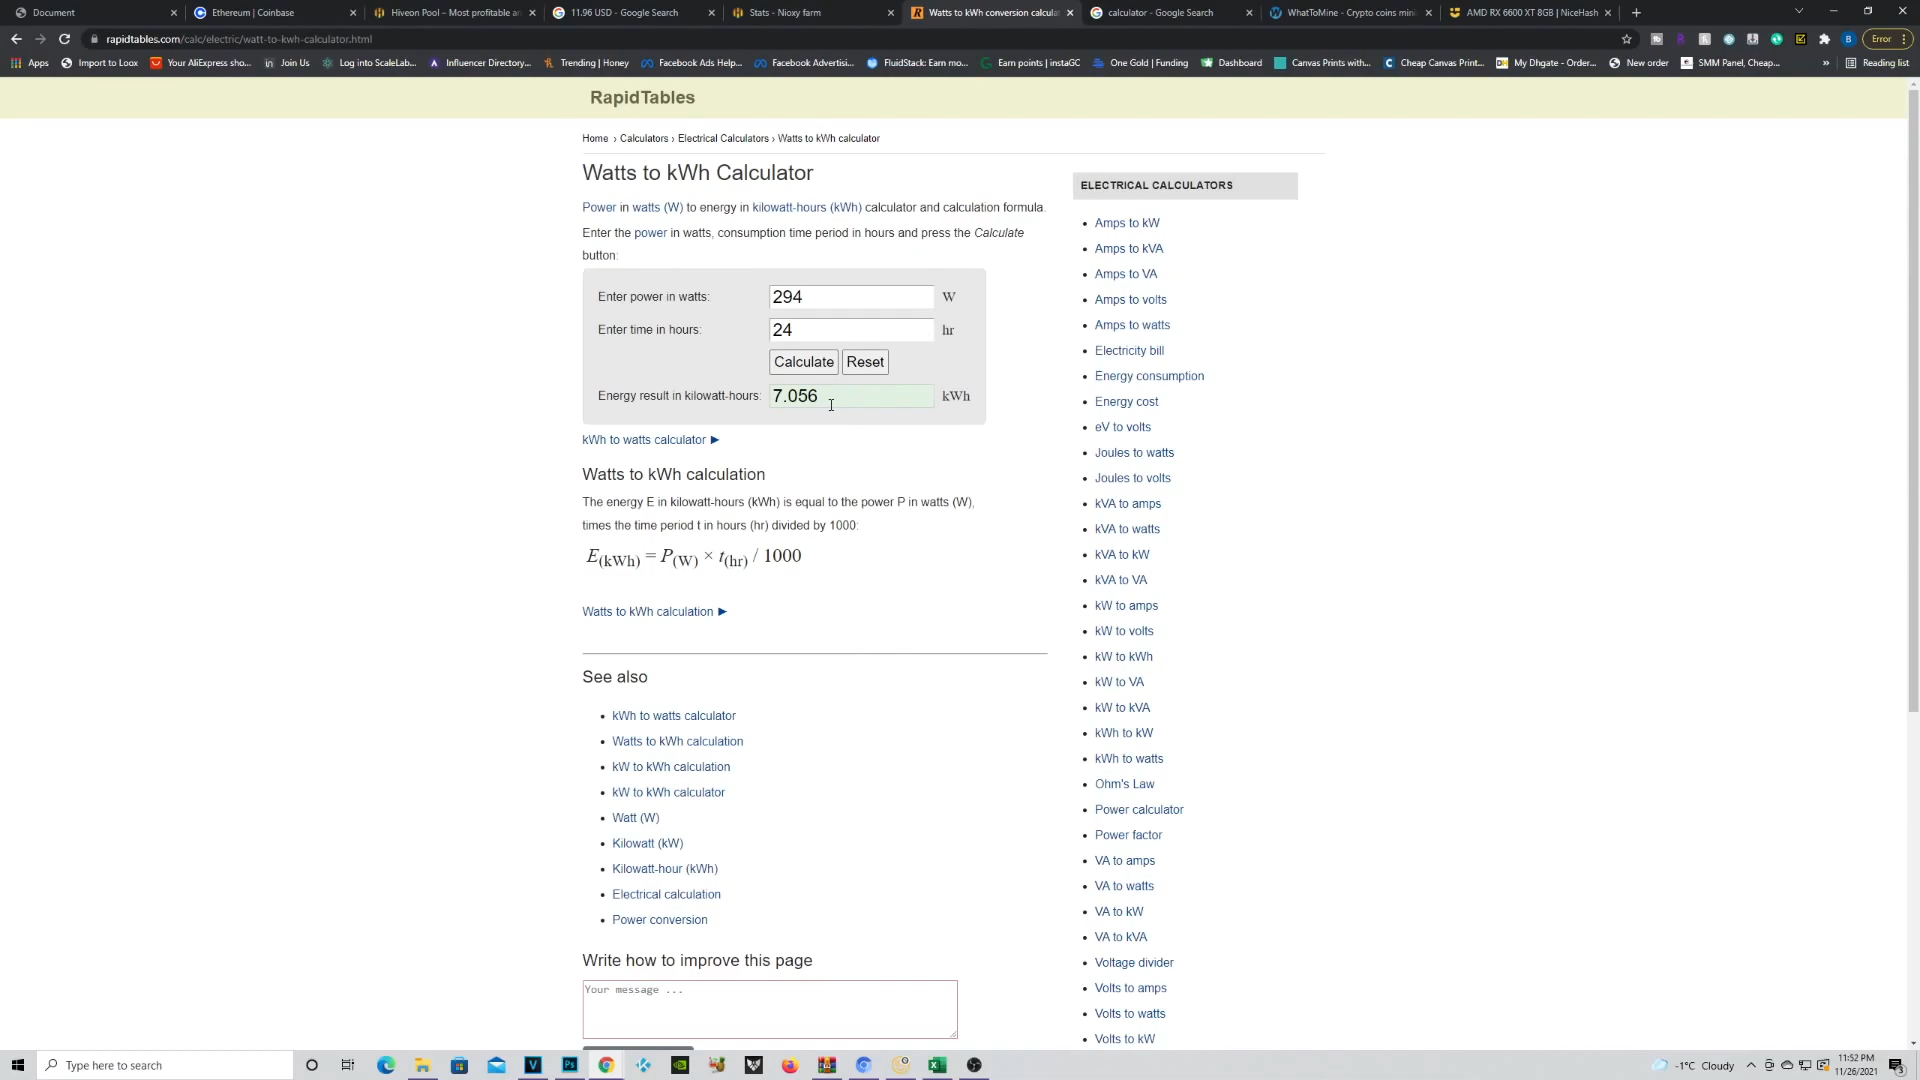 Document
Ethereum | Coinbase
Hiveon Pool – Most profitable an
11.96 USD - Google Search
Stats - Nioxy farm
Watts to kWh conversion calculat
calculator - Google Search
WhatToMine - Crypto coins mini
AMD RX 6600 XT 8GB | NiceHash
rapidtables.com/calc/electric/watt-to-kwh-calculator.html
B
Error
Apps
Import to Loox
Your AliExpress sho...
Join Us
Log into ScaleLab...
Influencer Directory...
Trending | Honey
Facebook Ads Help...
Facebook Advertisi...
FluidStack: Earn mo...
Earn points | instaGC
One Gold | Funding
Dashboard
Canvas Prints with...
Cheap Canvas Print...
My Dhgate - Order...
New order
SMM Panel, Cheap...
»
Reading list
RapidTables
Home › Calculators › Electrical Calculators › Watts to kWh calculator
Watts to kWh Calculator
Power in watts (W) to energy in kilowatt-hours (kWh) calculator and calculation formula.
Enter the power in watts, consumption time period in hours and press the Calculate
button:
Enter power in watts: 294 W
Enter time in hours: 24 hr
Calculate Reset
Energy result in kilowatt-hours: 7.056 kWh
kWh to watts calculator ►
Watts to kWh calculation
The energy E in kilowatt-hours (kWh) is equal to the power P in watts (W),
times the time period t in hours (hr) divided by 1000:
E(kWh) = P(W) × t(hr) / 1000
Watts to kWh calculation ►
See also
• kWh to watts calculator
• Watts to kWh calculation
• kW to kWh calculation
• kW to kWh calculator
• Watt (W)
• Kilowatt (kW)
• Kilowatt-hour (kWh)
• Electrical calculation
• Power conversion
Write how to improve this page
Your message ...
ELECTRICAL CALCULATORS
• Amps to kW
• Amps to kVA
• Amps to VA
• Amps to volts
• Amps to watts
• Electricity bill
• Energy consumption
• Energy cost
• eV to volts
• Joules to watts
• Joules to volts
• kVA to amps
• kVA to watts
• kVA to kW
• kVA to VA
• kW to amps
• kW to volts
• kW to kWh
• kW to VA
• kW to kVA
• kWh to kW
• kWh to watts
• Ohm's Law
• Power calculator
• Power factor
• VA to amps
• VA to watts
• VA to kW
• VA to kVA
• Voltage divider
• Volts to amps
• Volts to watts
• Volts to kW
Type here to search
-1°C Cloudy
11:52 PM
11/26/2021